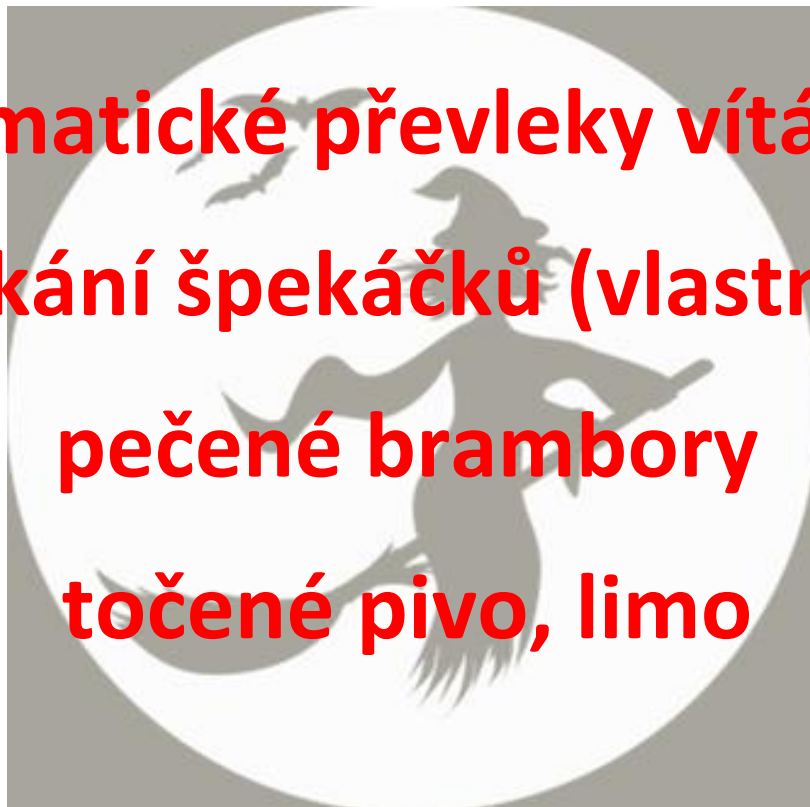 matické převleky vítá
kání špekáčků (vlastn
pečené brambory
točené pivo, limo